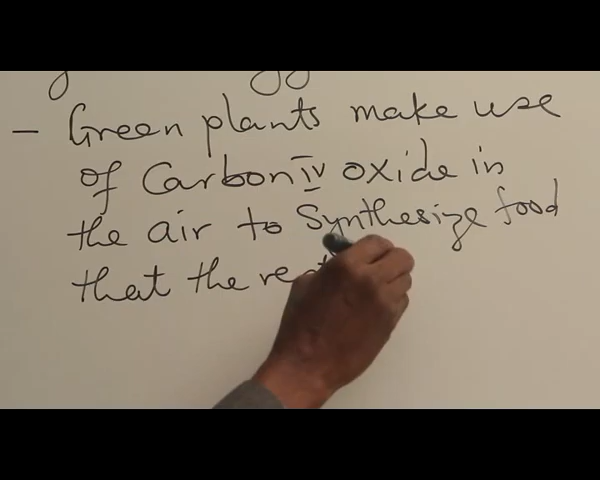 - Green plants make use
of Carbon IV oxide in
the air to Synthesize food
that the